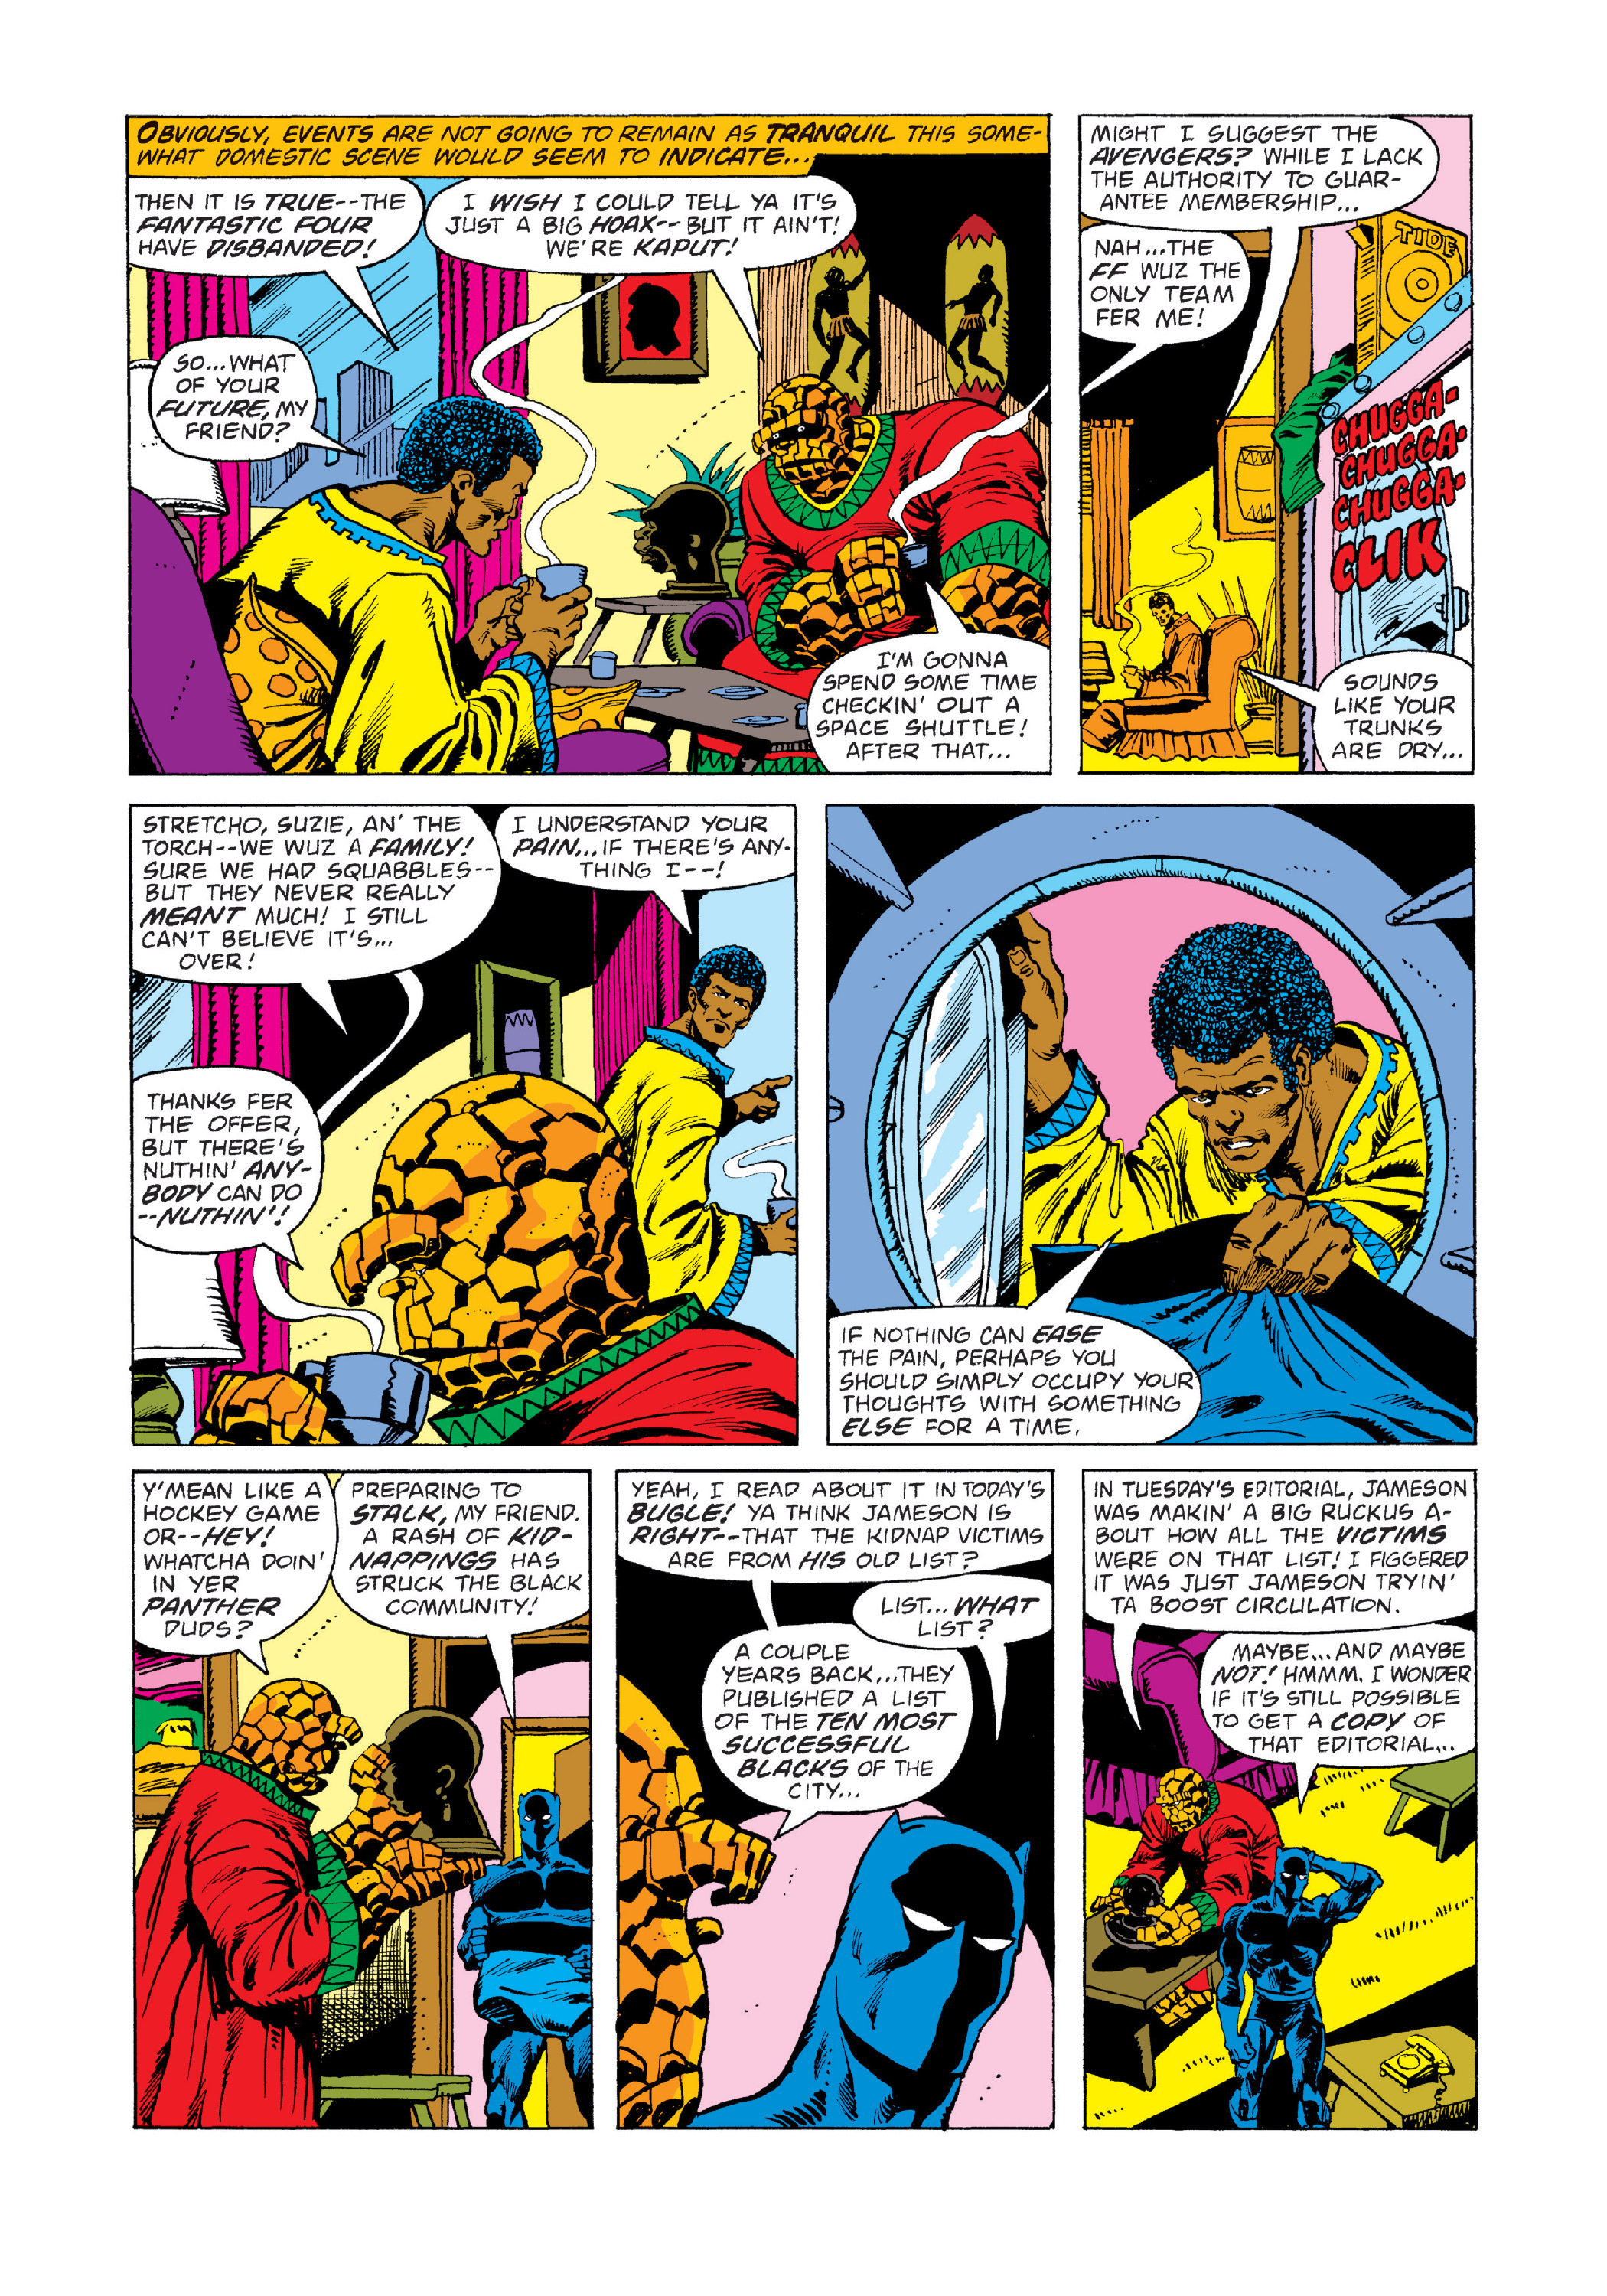 OBVIOUSLY, EVENTS ARE NOT GOING TO REMAIN AS TRANQUIL THIS SOME-
WHAT DOMESTIC SCENE WOULD SEEM TO INDICATE...
THEN IT IS TRUE--THE
FANTASTIC FOUR
HAVE DISBANDED!
I WISH I COULD TELL YA IT'S
JUST A BIG HOAX--BUT IT AIN'T!
WE'RE KAPUT!
SO...WHAT
OF YOUR
FUTURE, MY
FRIEND?
I'M GONNA
SPEND SOME TIME
CHECKIN' OUT A
SPACE SHUTTLE!
AFTER THAT...
MIGHT I SUGGEST THE
AVENGERS? WHILE I LACK
THE AUTHORITY TO GUAR-
ANTEE MEMBERSHIP...
NAH...THE
FF WUZ THE
ONLY TEAM
FER ME!
TIDE
CHUGGA-
CHUGGA-
CHUGGA-
CLIK
SOUNDS
LIKE YOUR
TRUNKS
ARE DRY...
STRETCHO, SUZIE, AN' THE
TORCH--WE WUZ A FAMILY!
SURE WE HAD SQUABBLES--
BUT THEY NEVER REALLY
MEANT MUCH! I STILL
CAN'T BELIEVE IT'S...
OVER!
I UNDERSTAND YOUR
PAIN...IF THERE'S ANY-
THING I--!
THANKS FER
THE OFFER,
BUT THERE'S
NUTHIN' ANY-
BODY CAN DO
--NUTHIN'!
IF NOTHING CAN EASE
THE PAIN, PERHAPS YOU
SHOULD SIMPLY OCCUPY YOUR
THOUGHTS WITH SOMETHING
ELSE FOR A TIME.
Y'MEAN LIKE A
HOCKEY GAME
OR--HEY!
WHATCHA DOIN'
IN YER
PANTHER
DUDS?
PREPARING TO
STALK, MY FRIEND.
A RASH OF KID-
NAPPINGS HAS
STRUCK THE BLACK
COMMUNITY!
YEAH, I READ ABOUT IT IN TODAY'S
BUGLE! YA THINK JAMESON IS
RIGHT--THAT THE KIDNAP VICTIMS
ARE FROM HIS OLD LIST?
LIST...WHAT
LIST?
A COUPLE
YEARS BACK...THEY
PUBLISHED A LIST
OF THE TEN MOST
SUCCESSFUL
BLACKS OF THE
CITY...
IN TUESDAY'S EDITORIAL, JAMESON
WAS MAKIN' A BIG RUCKUS A-
BOUT HOW ALL THE VICTIMS
WERE ON THAT LIST! I FIGGERED
IT WAS JUST JAMESON TRYIN'
TA BOOST CIRCULATION.
MAYBE...AND MAYBE
NOT! HMMM. I WONDER
IF IT'S STILL POSSIBLE
TO GET A COPY OF
THAT EDITORIAL...